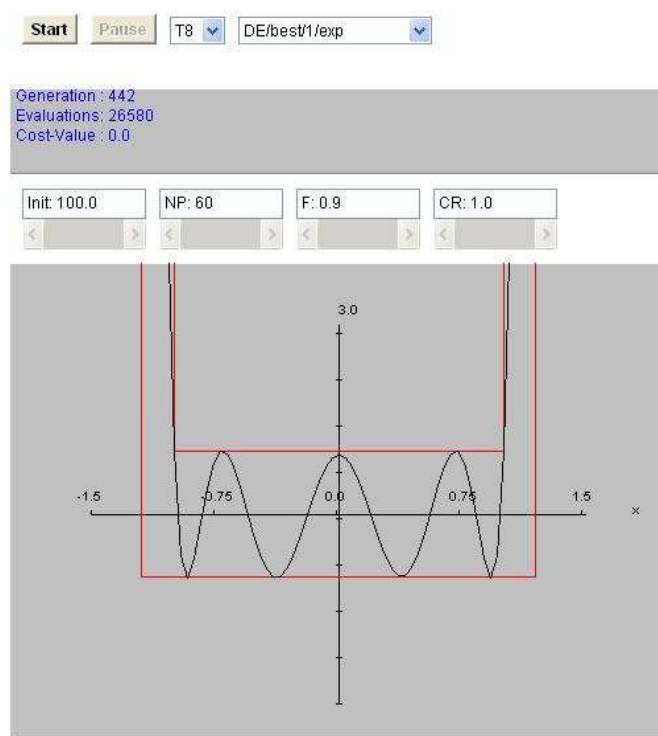 Start Pause T8 DE/best/1/exp
Generation : 442
Evaluations: 26580
Cost-Value : 0.0
Init: 100.0 NP: 60 F: 0.9 CR: 1.0
3.0
-1.5 -0.75 0.0 0.75 1.5 x